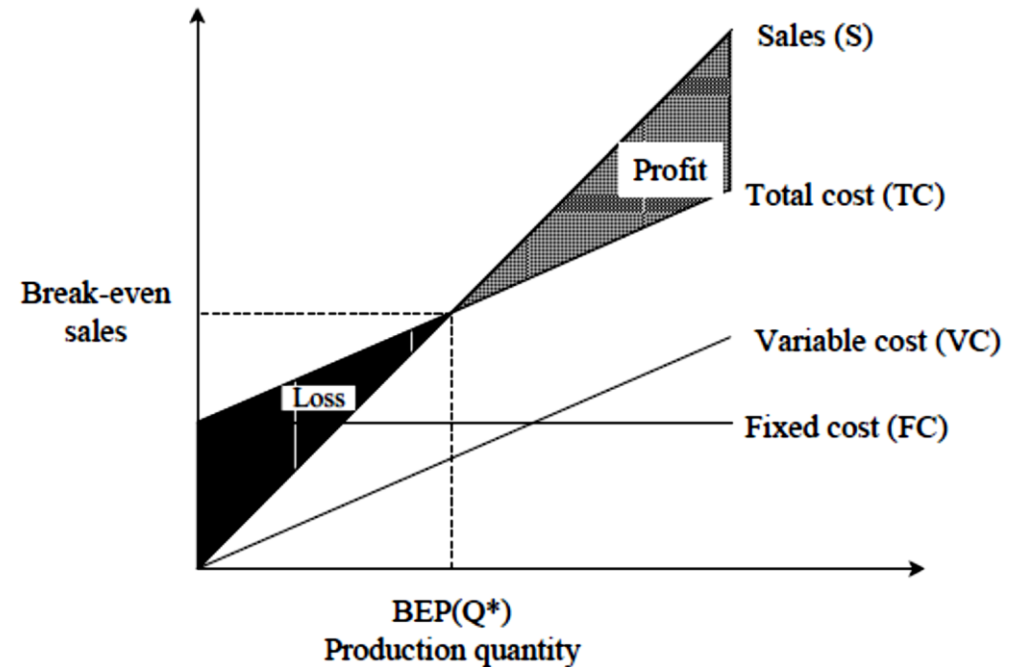 Sales (S)
Profit
Total cost (TC)
Break-even
sales
Variable cost (VC)
Loss
Fixed cost (FC)
BEP(Q*)
Production quantity